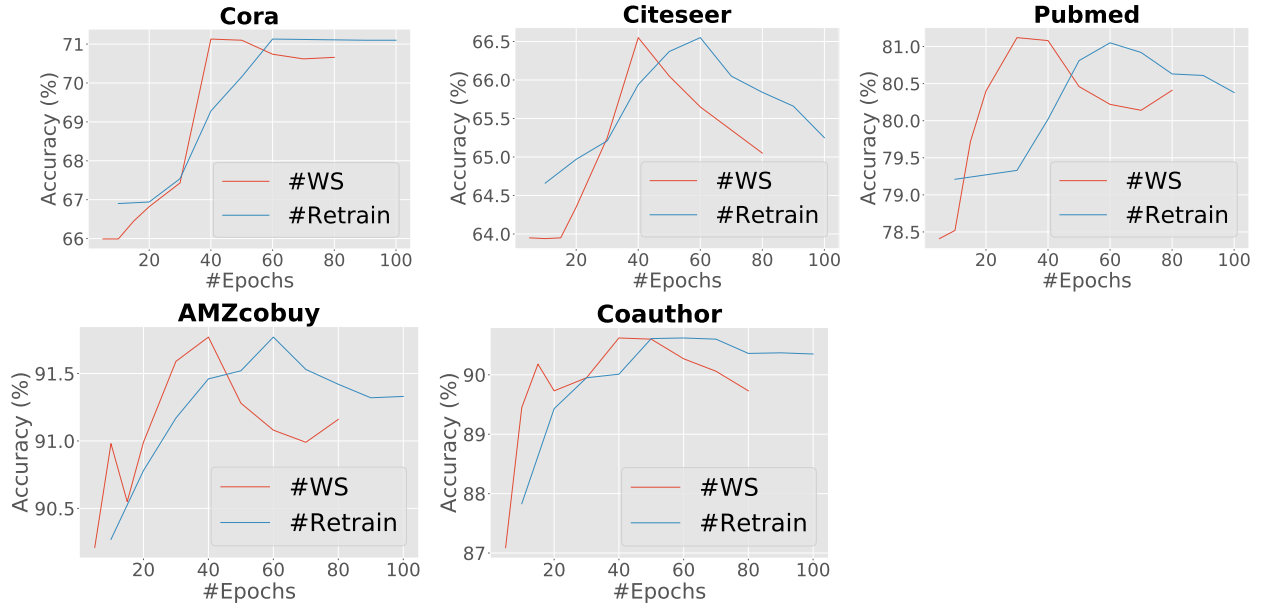 Cora
Accuracy (%)
71
70
69
68
67
66
#WS
#Retrain
20 40 60 80 100
#Epochs
Citeseer
Accuracy (%)
66.5
66.0
65.5
65.0
64.5
64.0
#WS
#Retrain
20 40 60 80 100
#Epochs
Pubmed
Accuracy (%)
81.0
80.5
80.0
79.5
79.0
78.5
#WS
#Retrain
20 40 60 80 100
#Epochs
AMZcobuy
Accuracy (%)
91.5
91.0
90.5
#WS
#Retrain
20 40 60 80 100
#Epochs
Coauthor
Accuracy (%)
90
89
88
87
#WS
#Retrain
20 40 60 80 100
#Epochs